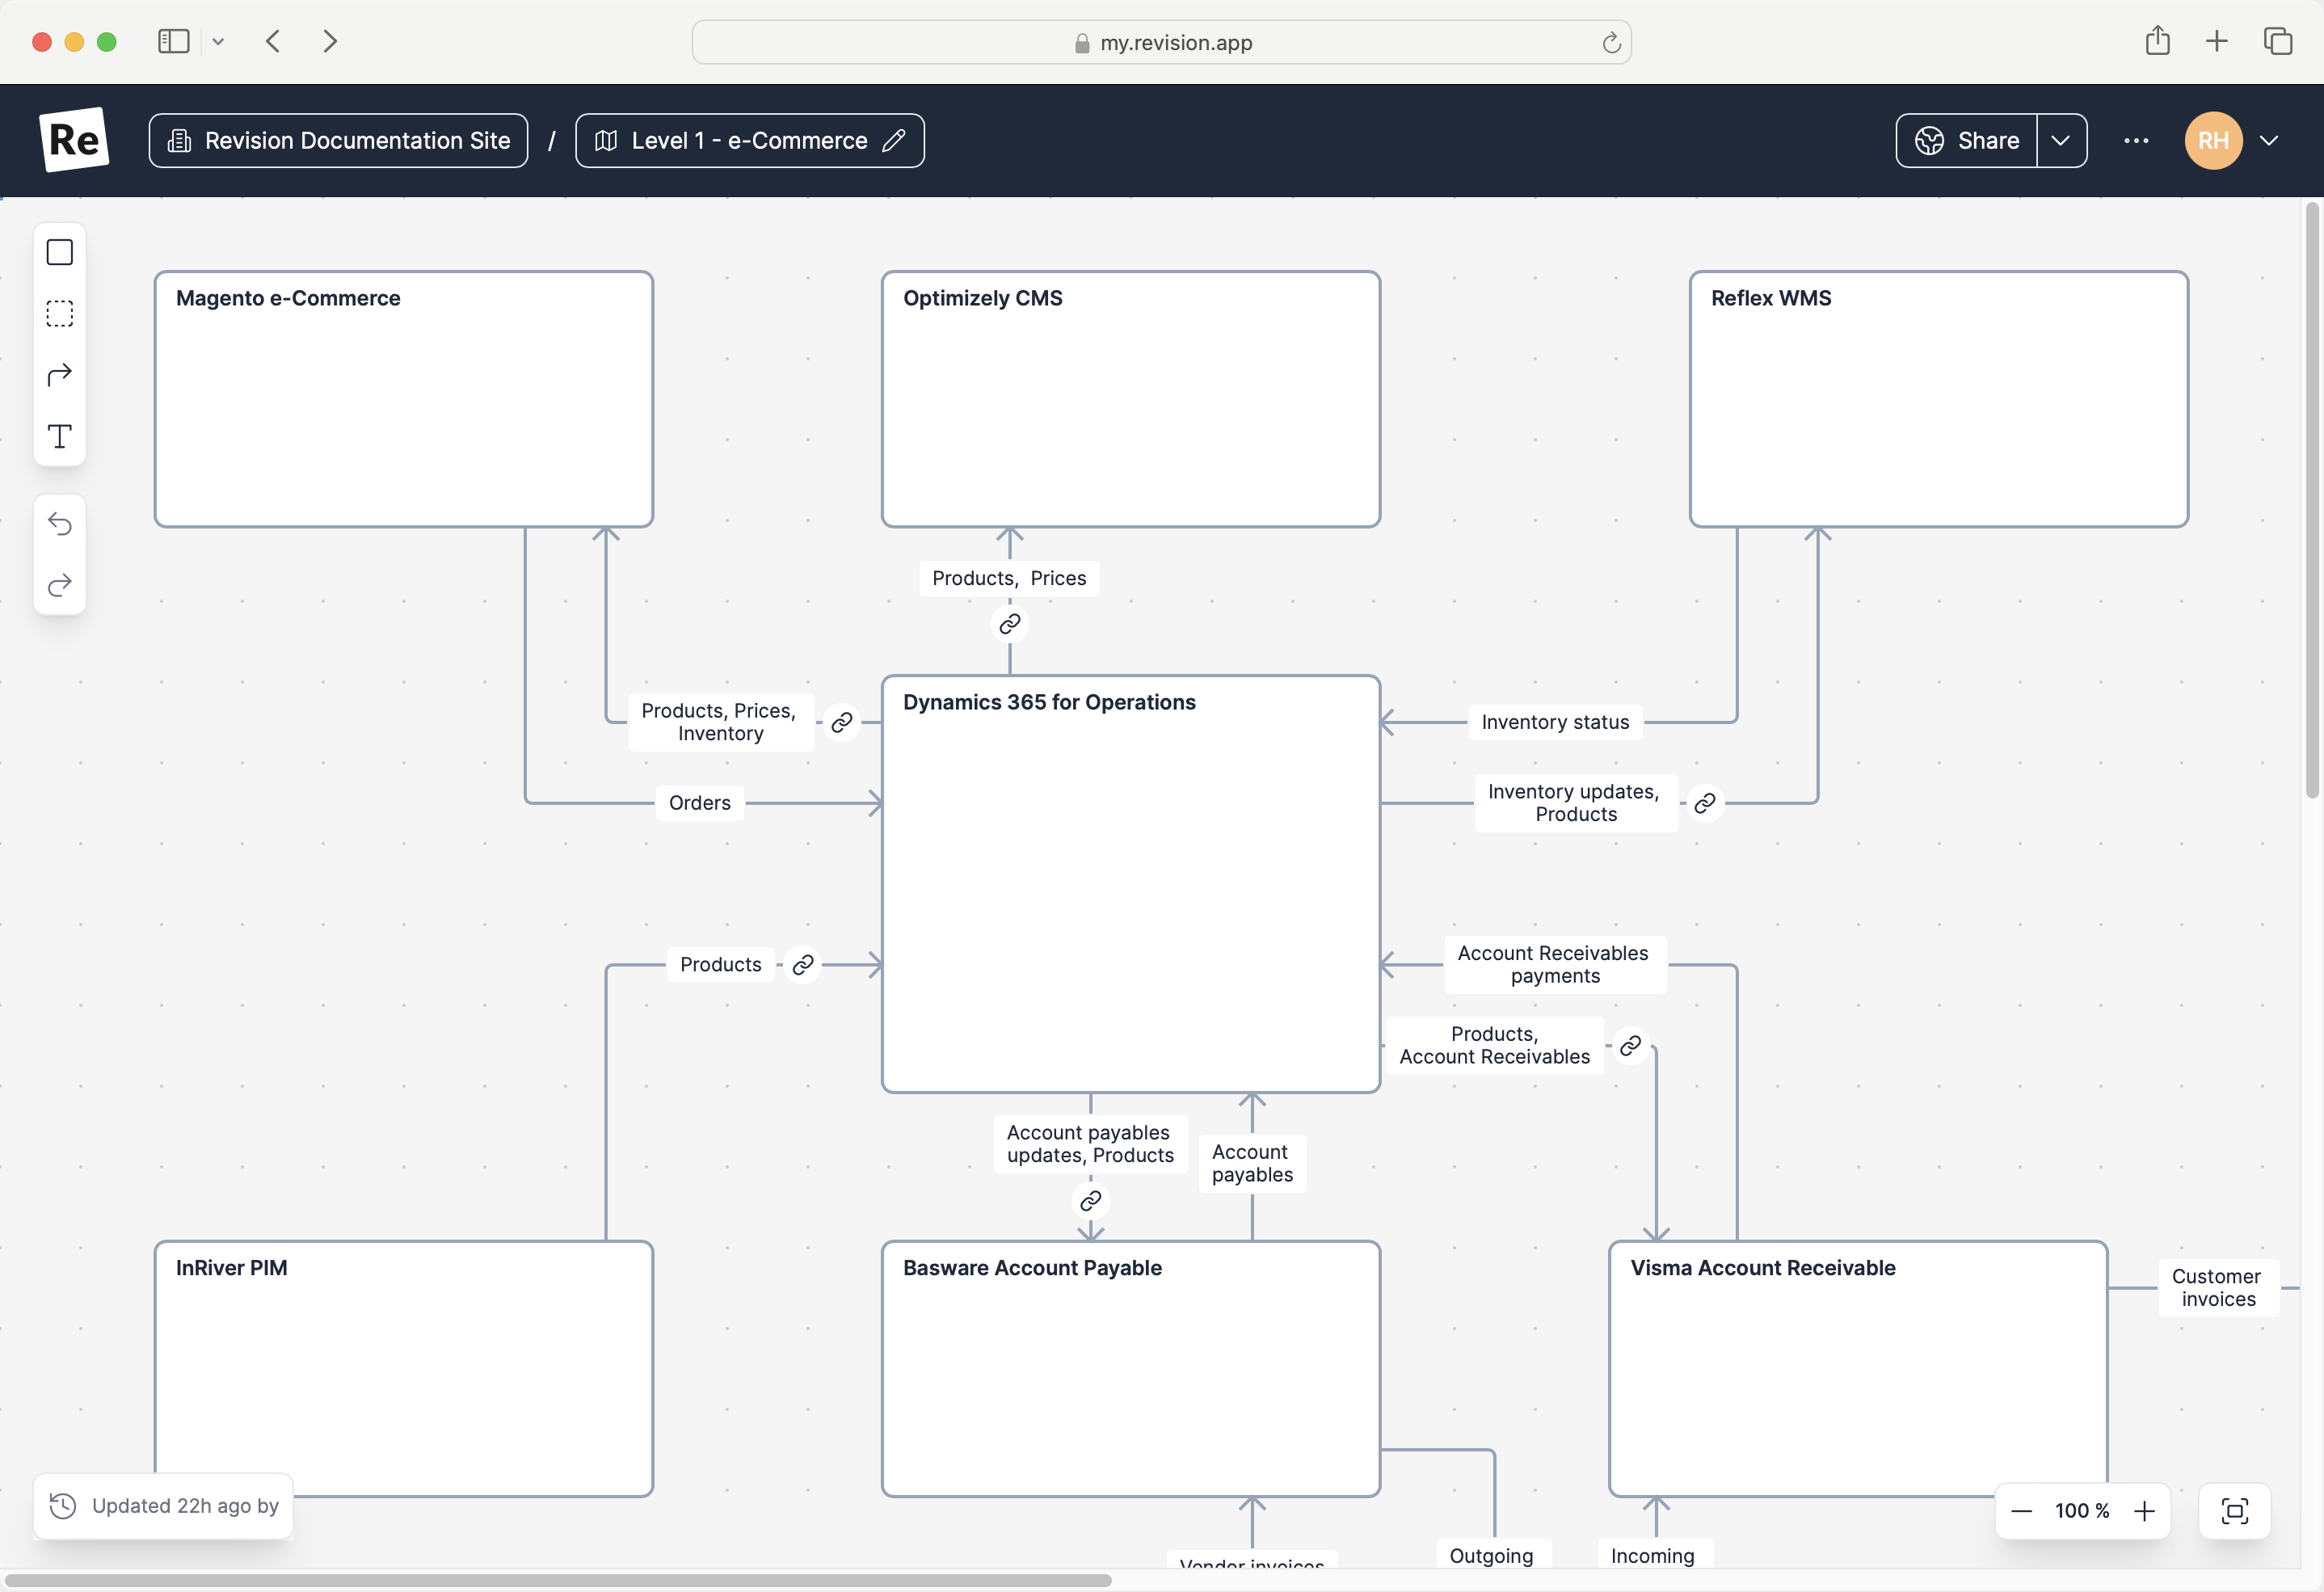 my.revision.app
Re
Revision Documentation Site
/
Level 1 - e-Commerce
Share
RH
Magento e-Commerce
Optimizely CMS
Reflex WMS
Products, Prices
Products, Prices,
Inventory
Dynamics 365 for Operations
Inventory status
Orders
Inventory updates,
Products
Products
Account Receivables
payments
Products,
Account Receivables
Account payables
updates, Products
Account
payables
InRiver PIM
Basware Account Payable
Visma Account Receivable
Customer
invoices
Updated 22h ago by
100 %
Vendor invoices
Outgoing
Incoming